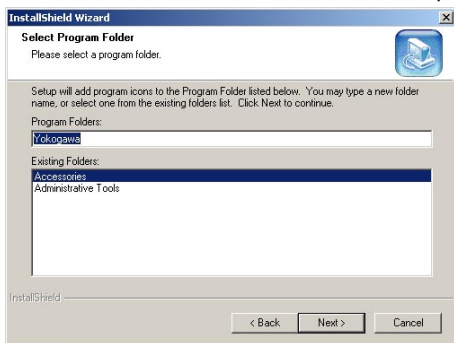 InstallShield Wizard
Select Program Folder
Please select a program folder.
Setup will add program icons to the Program Folder listed below. You may type a new folder
name, or select one from the existing folders list. Click Next to continue.
Program Folders:
Yokogawa
Existing Folders:
Accessories
Administrative Tools
InstallShield
< Back Next > Cancel